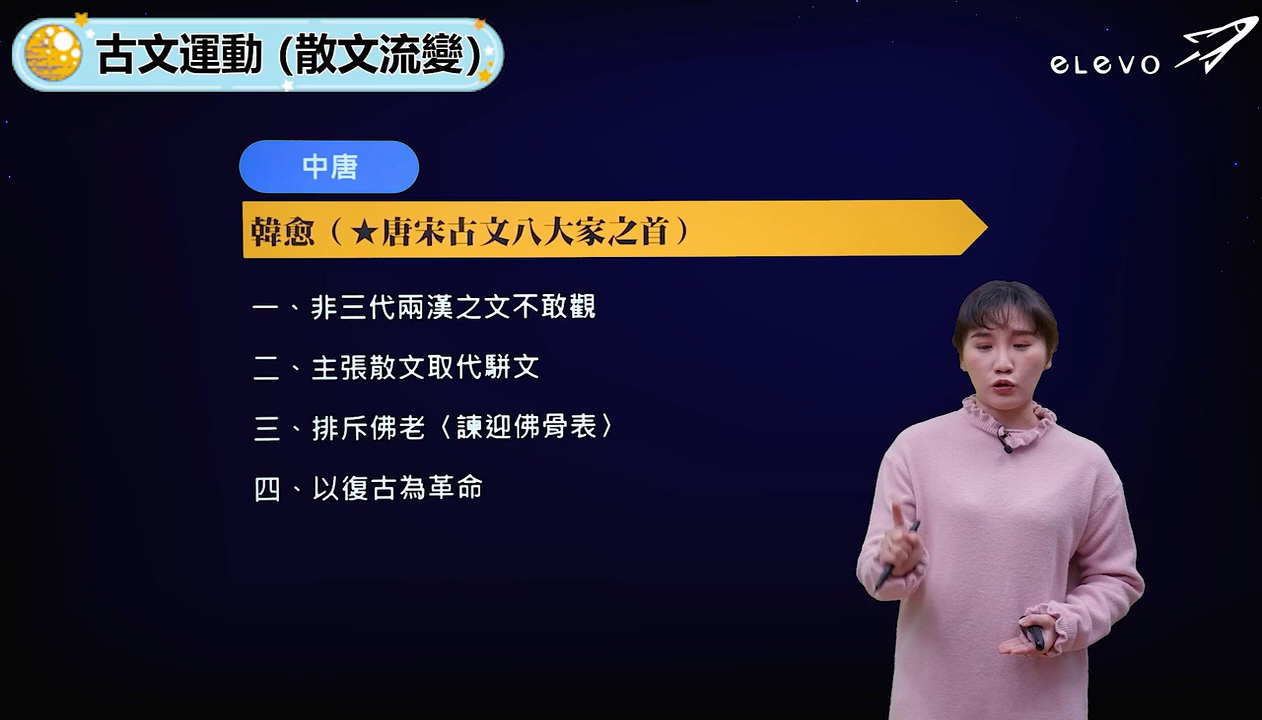 古文運動 (散文流變)
eLevo
中唐
韓愈（★唐宋古文八大家之首）
一、非三代兩漢之文不敢觀
二、主張散文取代駢文
三、排斥佛老〈諫迎佛骨表〉
四、以復古為革命